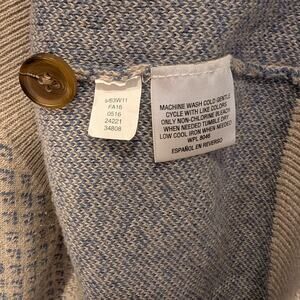 s/83W11
FA16
0516
24221
34808
MACHINE WASH COLD GENTLE
CYCLE WITH LIKE COLORS
ONLY NON-CHLORINE BLEACH
WHEN NEEDED TUMBLE DRY
LOW COOL IRON WHEN NEEDED
WPL 8046
ESPAÑOL EN REVERSO